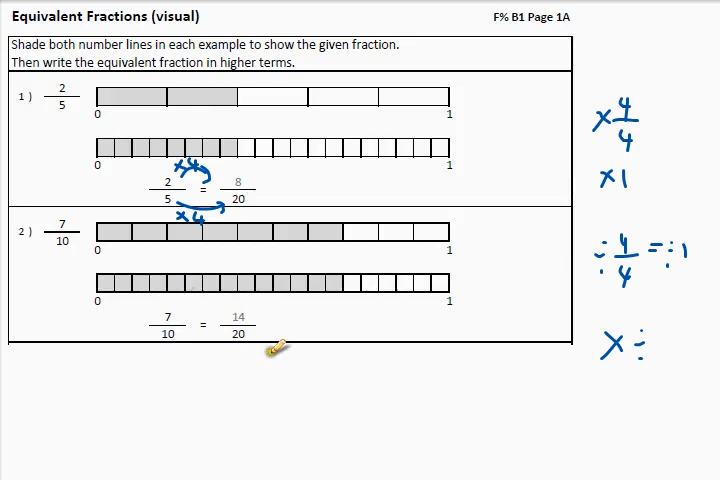 Equivalent Fractions (visual) F% B1 Page 1A
Shade both number lines in each example to show the given fraction.
Then write the equivalent fraction in higher terms.
1) 2/5
0 1
0 1
×4
2/5 = 8/20
×4
2) 7/10
0 1
0 1
7/10 = 14/20
×4/4
×1
÷4/4=÷1
× ÷